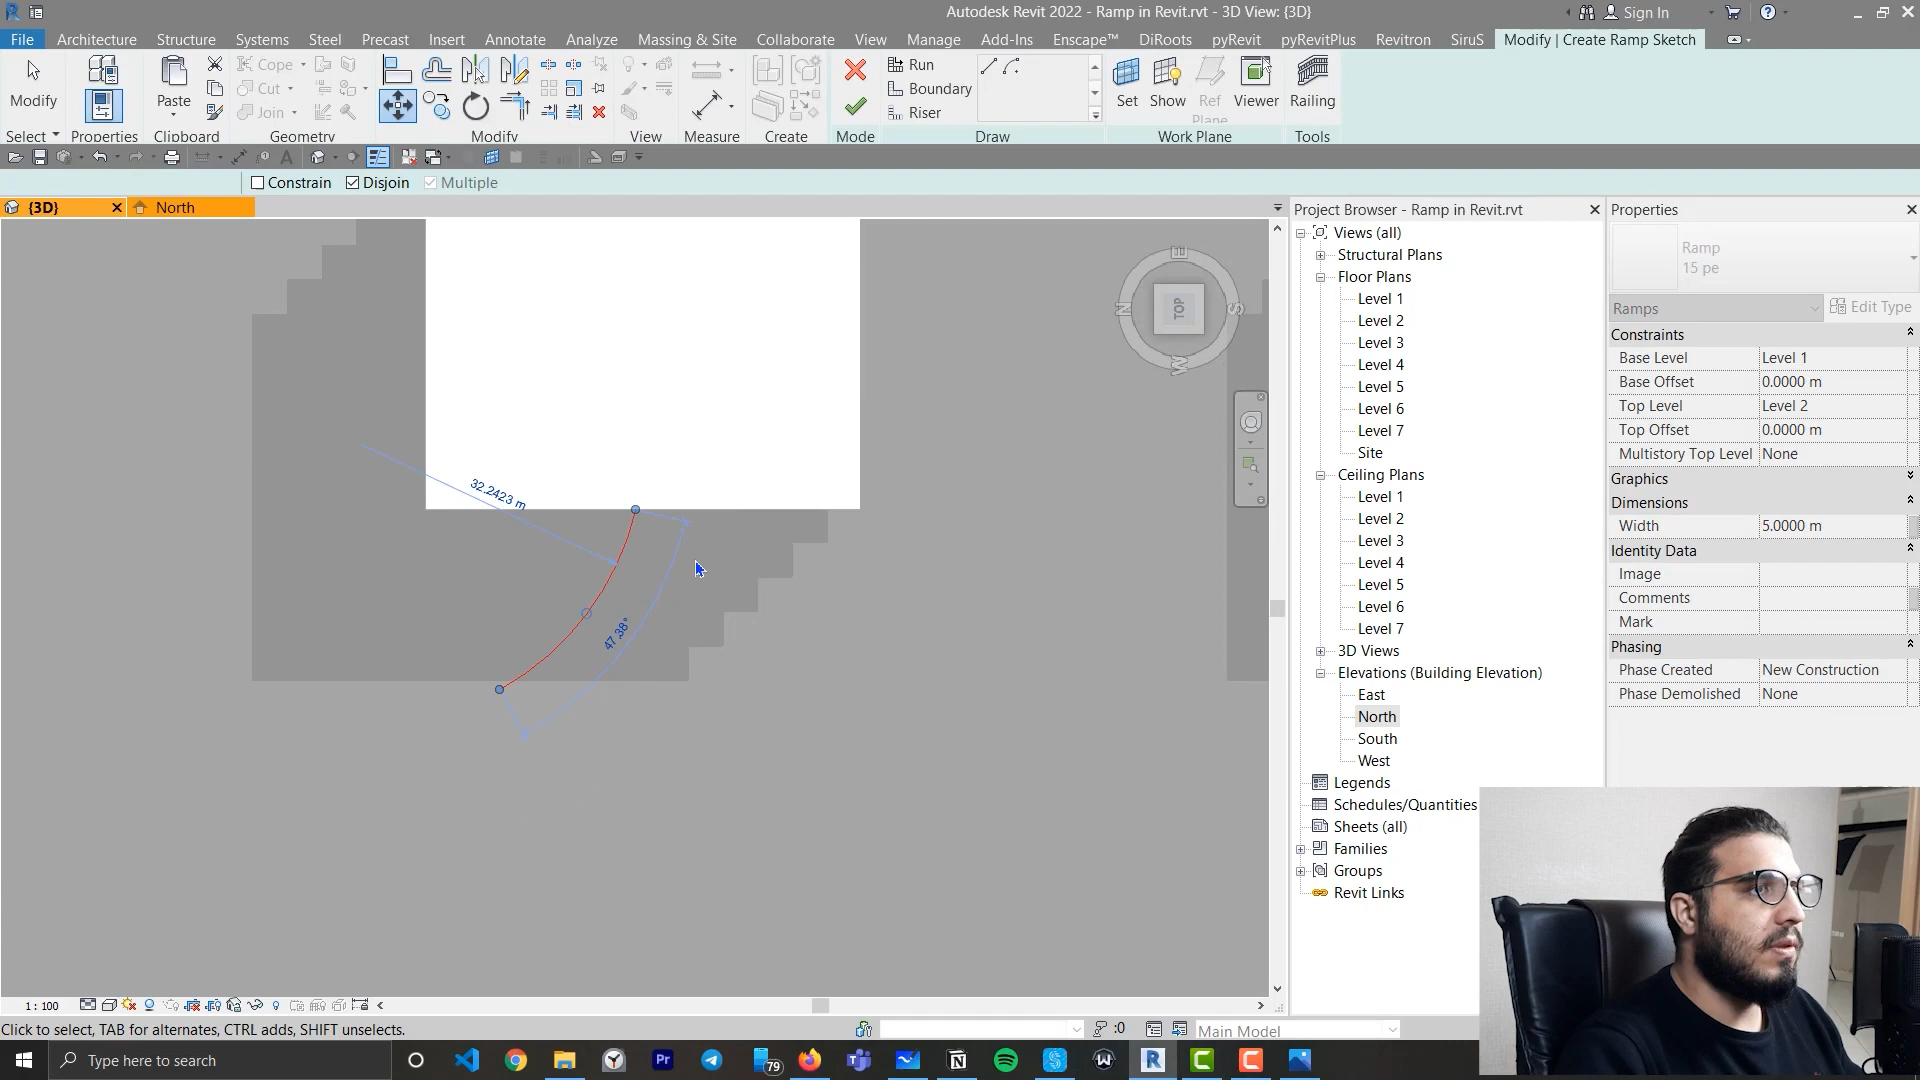 Autodesk Revit 2022 - Ramp in Revit.rvt - 3D View: {3D}
Sign In
File Architecture Structure Systems Steel Precast Insert Annotate Analyze Massing & Site Collaborate View Manage Add-Ins Enscape™ DiRoots pyRevit pyRevitPlus Revitron SiruS Modify | Create Ramp Sketch
Modify
Paste
Cope
Cut
Join
Run
Boundary
Riser
Set Show Ref Plane Viewer Railing
Select Properties Clipboard Geometry Modify View Measure Create Mode Draw Work Plane Tools
Constrain Disjoin Multiple
{3D} North
32.2423 m
47.38°
TOP
E
N
S
W
Project Browser - Ramp in Revit.rvt
Views (all)
Structural Plans
Floor Plans
Level 1
Level 2
Level 3
Level 4
Level 5
Level 6
Level 7
Site
Ceiling Plans
Level 1
Level 2
Level 3
Level 4
Level 5
Level 6
Level 7
3D Views
Elevations (Building Elevation)
East
North
South
West
Legends
Schedules/Quantities
Sheets (all)
Families
Groups
Revit Links
Properties
Ramp
15 pe
Ramps Edit Type
Constraints
Base Level Level 1
Base Offset 0.0000 m
Top Level Level 2
Top Offset 0.0000 m
Multistory Top Level None
Graphics
Dimensions
Width 5.0000 m
Identity Data
Image
Comments
Mark
Phasing
Phase Created New Construction
Phase Demolished None
1 : 100
Click to select, TAB for alternates, CTRL adds, SHIFT unselects.
:0
Main Model
Type here to search
Pr
79